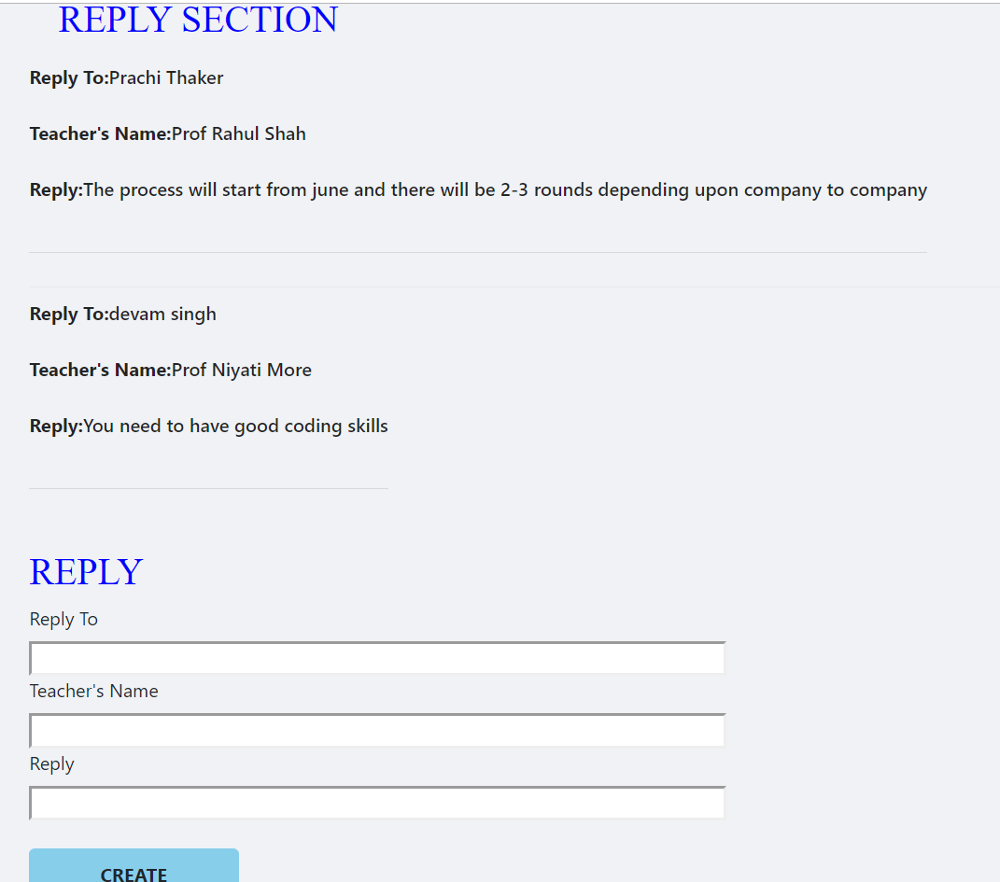 REPLY SECTION
Reply To:Prachi Thaker
Teacher's Name:Prof Rahul Shah
Reply:The process will start from june and there will be 2-3 rounds depending upon company to company
Reply To:devam singh
Teacher's Name:Prof Niyati More
Reply:You need to have good coding skills
REPLY
Reply To
Teacher's Name
Reply
CREATE